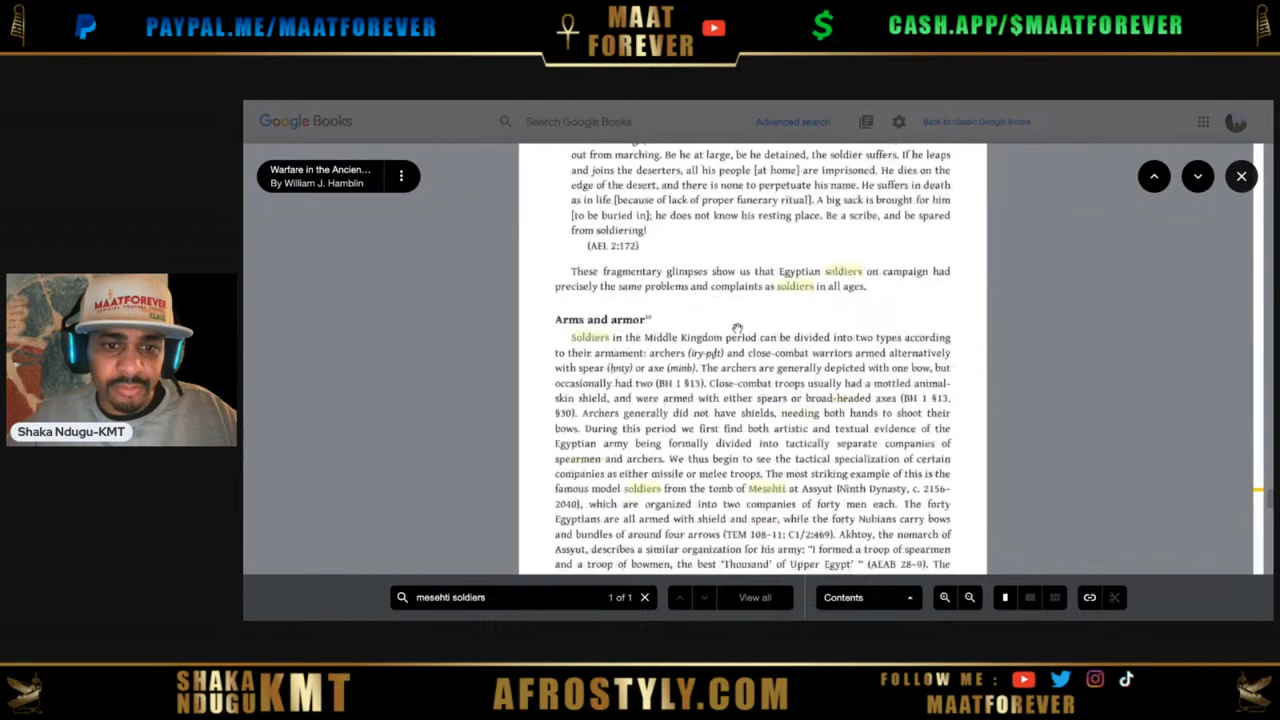 PAYPAL.ME/MAATFOREVER
MAAT
FOREVER
CASH.APP/$MAATFOREVER
Google Books
Search Google Books
Advanced search
Back to classic Google Books
Warfare in the Ancien...
By William J. Hamblin
out from marching. Be he at large, be he detained, the soldier suffers. If he leaps
and joins the deserters, all his people [at home] are imprisoned. He dies on the
edge of the desert, and there is none to perpetuate his name. He suffers in death
as in life [because of lack of proper funerary ritual]. A big sack is brought for him
[to be buried in]; he does not know his resting place. Be a scribe, and be spared
from soldiering!
(AEL 2:172)
These fragmentary glimpses show us that Egyptian soldiers on campaign had
precisely the same problems and complaints as soldiers in all ages.
Arms and armor
Soldiers in the Middle Kingdom period can be divided into two types according
to their armament: archers (iry-pḏt) and close-combat warriors armed alternatively
with spear (ḥnty) or axe (minb). The archers are generally depicted with one bow, but
occasionally had two (BH 1 §13). Close-combat troops usually had a mottled animal-
skin shield, and were armed with either spears or broad-headed axes (BH 1 §13,
§30). Archers generally did not have shields, needing both hands to shoot their
bows. During this period we first find both artistic and textual evidence of the
Egyptian army being formally divided into tactically separate companies of
spearmen and archers. We thus begin to see the tactical specialization of certain
companies as either missile or melee troops. The most striking example of this is the
famous model soldiers from the tomb of Mesehti at Assyut [Ninth Dynasty, c. 2156–
2040], which are organized into two companies of forty men each. The forty
Egyptians are all armed with shield and spear, while the forty Nubians carry bows
and bundles of around four arrows (TEM 108–11; C1/2:469). Akhtoy, the nomarch of
Assyut, describes a similar organization for his army: "I formed a troop of spearmen
and a troop of bowmen, the best 'Thousand' of Upper Egypt' " (AEAB 28–9). The
MAATFOREVER
Shaka Ndugu-KMT
mesehti soldiers
1 of 1
View all
Contents
SHAKA
NDUGU KMT
AFROSTYLY.COM
FOLLOW ME :
MAATFOREVER